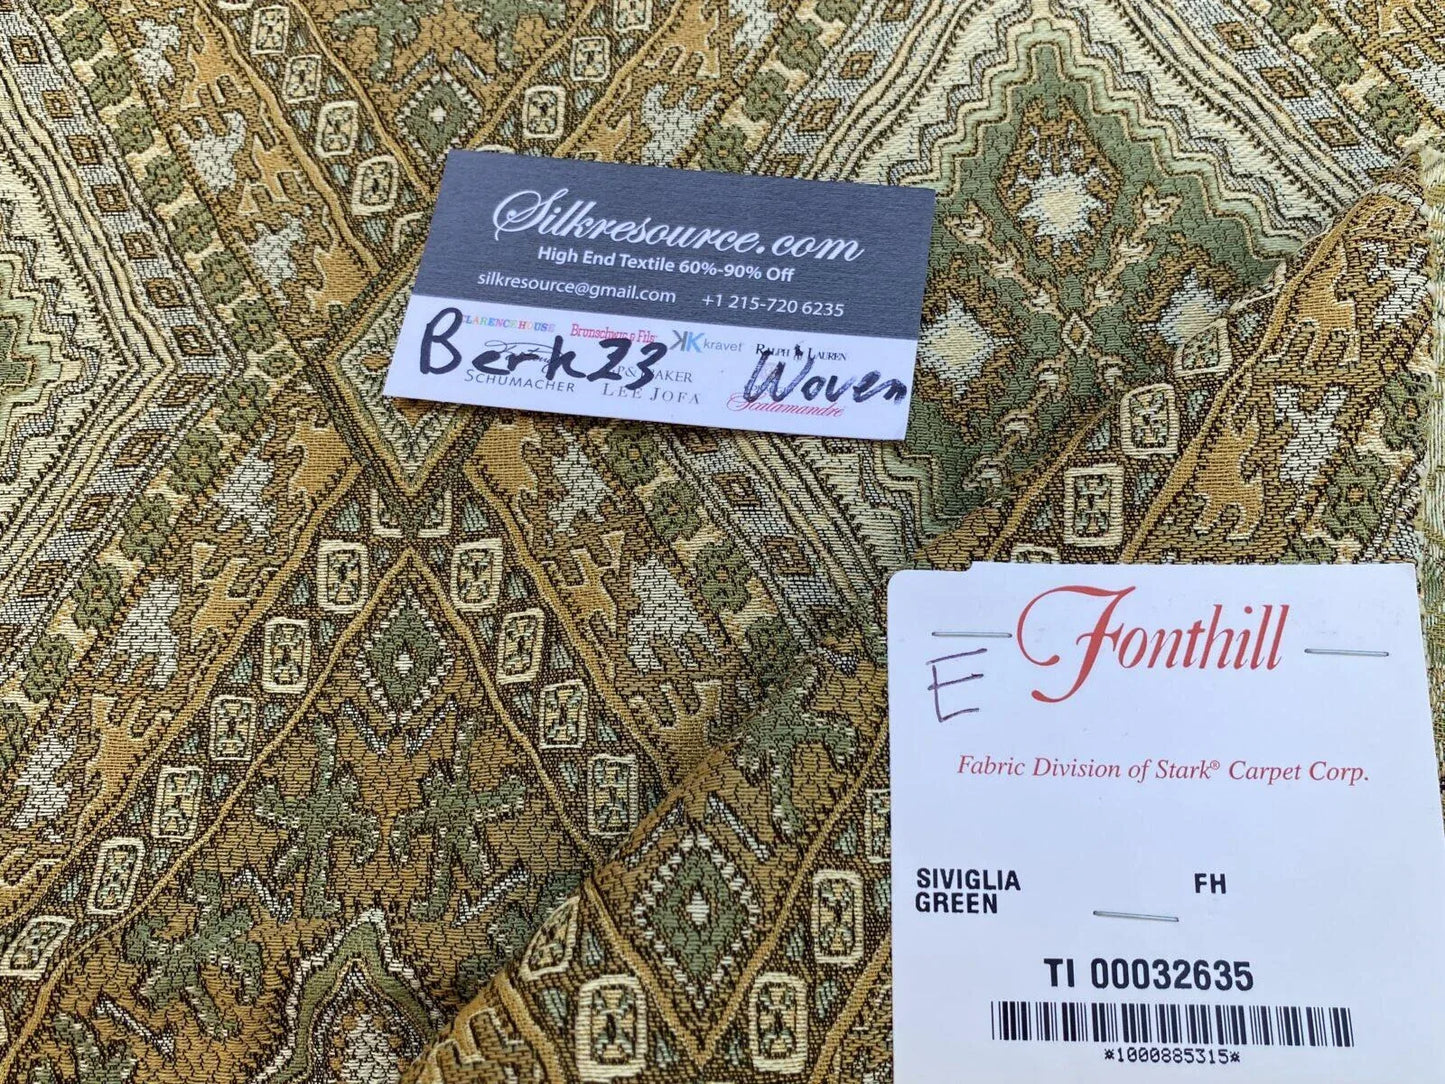 Silkresource.com
High End Textile 60%-90% Off
silkresource@gmail.com +1 215-720 6235
CLARENCE HOUSE Brunschwig & Fils kravet RALPH LAUREN
Berk23 Woven
SCHUMACHER LEE JOFA Scalamandré
E
Fonthill
Fabric Division of Stark® Carpet Corp.
SIVIGLIA FH
GREEN
TI 00032635
*1000885315*